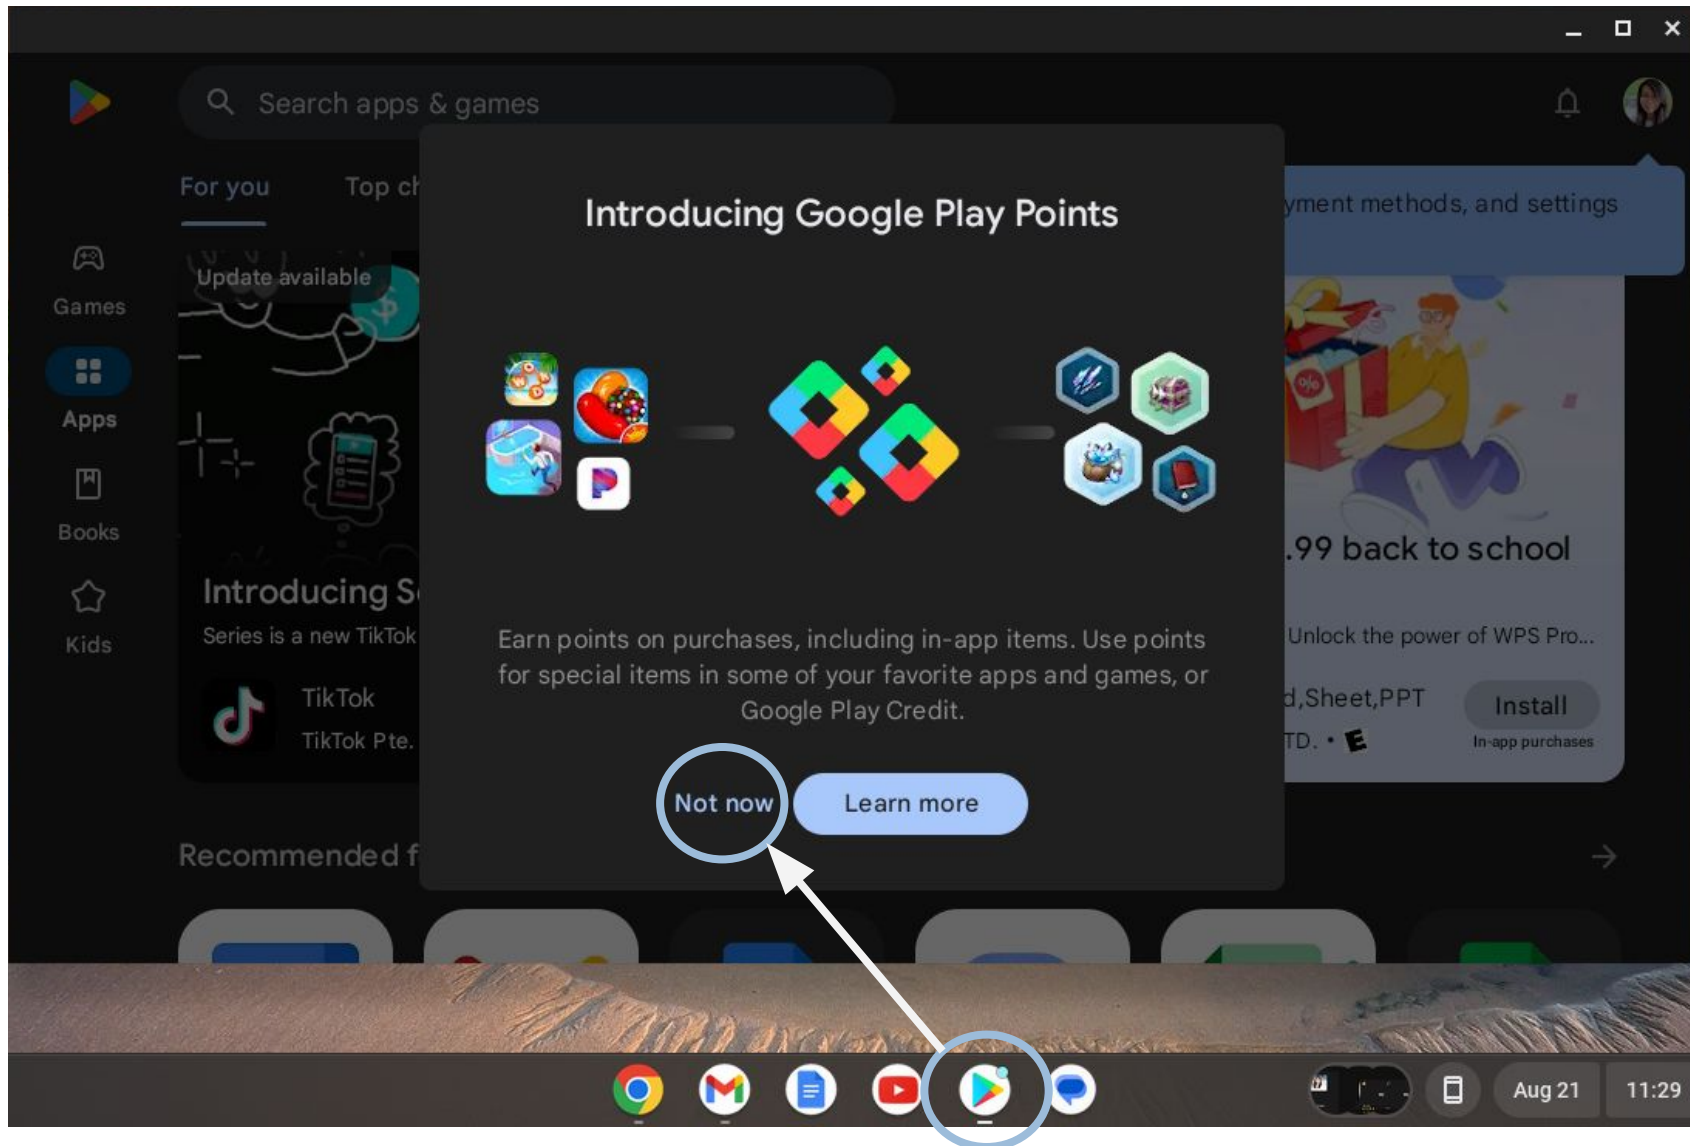 Search apps & games
For you
Top ch
yment methods, and settings
Introducing Google Play Points
Update available
Games
Apps
Books
Kids
Introducing S
Series is a new TikTok
TikTok
TikTok Pte.
Earn points on purchases, including in-app items. Use points
for special items in some of your favorite apps and games, or
Google Play Credit.
Not now
Learn more
.99 back to school
Unlock the power of WPS Pro...
d,Sheet,PPT
TD. • E
Install
In-app purchases
Recommended f
Aug 21
11:29